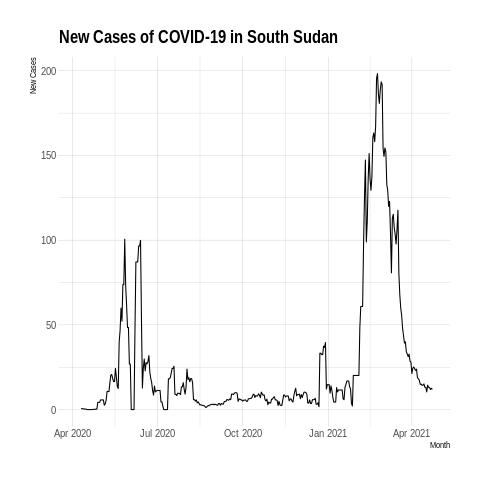 New Cases of COVID-19 in South Sudan
New Cases
200
150
100
50
0
Apr 2020
Jul 2020
Oct 2020
Jan 2021
Apr 2021
Month